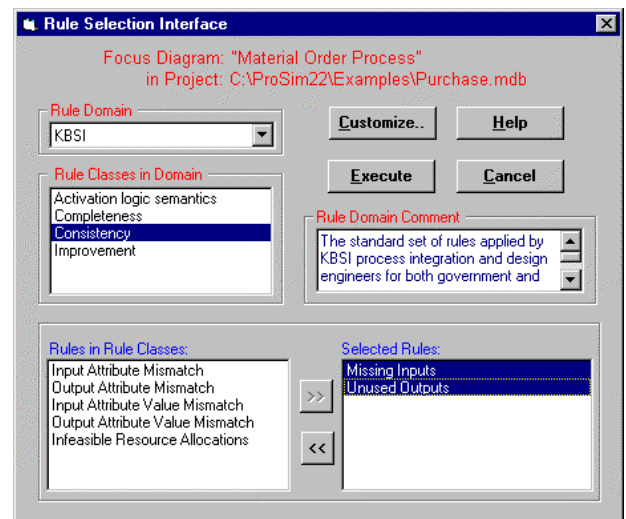 Rule Selection Interface
Focus Diagram: "Material Order Process"
in Project: C:\ProSim22\Examples\Purchase.mdb
Rule Domain
KBSI
Customize..
Help
Execute
Cancel
Rule Classes in Domain
Activation logic semantics
Completeness
Consistency
Improvement
Rule Domain Comment
The standard set of rules applied by
KBSI process integration and design
engineers for both government and
Rules in Rule Classes:
Input Attribute Mismatch
Output Attribute Mismatch
Input Attribute Value Mismatch
Output Attribute Value Mismatch
Infeasible Resource Allocations
>>
<<
Selected Rules:
Missing Inputs
Unused Outputs